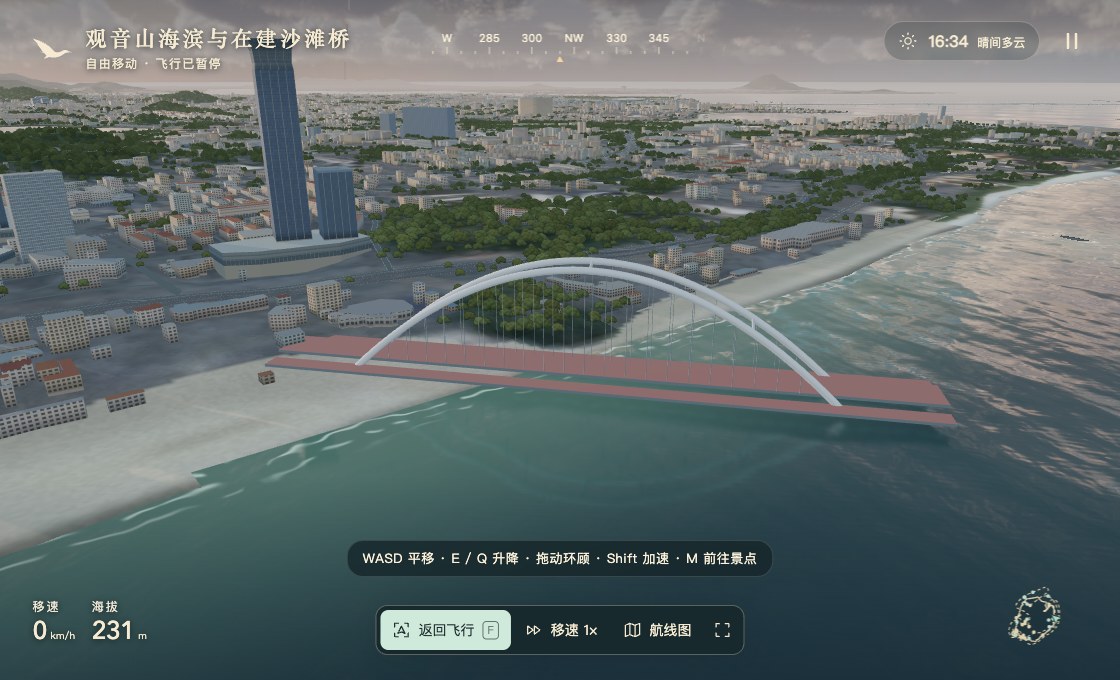 观音山海滨与在建沙滩桥
自由移动 · 飞行已暂停
W 285 300 NW 330 345 N
16:34 晴间多云
WASD 平移 · E / Q 升降 · 拖动环顾 · Shift 加速 · M 前往景点
移速 海拔
0 km/h 231 m
返回飞行 F 移速 1x 航线图